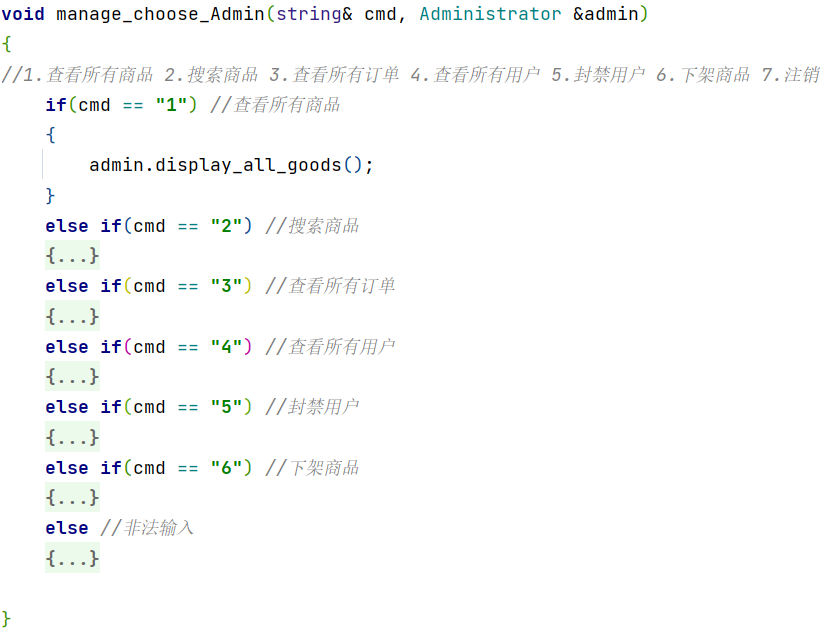 void manage_choose_Admin(string& cmd, Administrator &admin)
{
//1.查看所有商品 2.搜索商品 3.查看所有订单 4.查看所有用户 5.封禁用户 6.下架商品 7.注销
if(cmd == "1") //查看所有商品
{
admin.display_all_goods();
}
else if(cmd == "2") //搜索商品
{...}
else if(cmd == "3") //查看所有订单
{...}
else if(cmd == "4") //查看所有用户
{...}
else if(cmd == "5") //封禁用户
{...}
else if(cmd == "6") //下架商品
{...}
else //非法输入
{...}
}